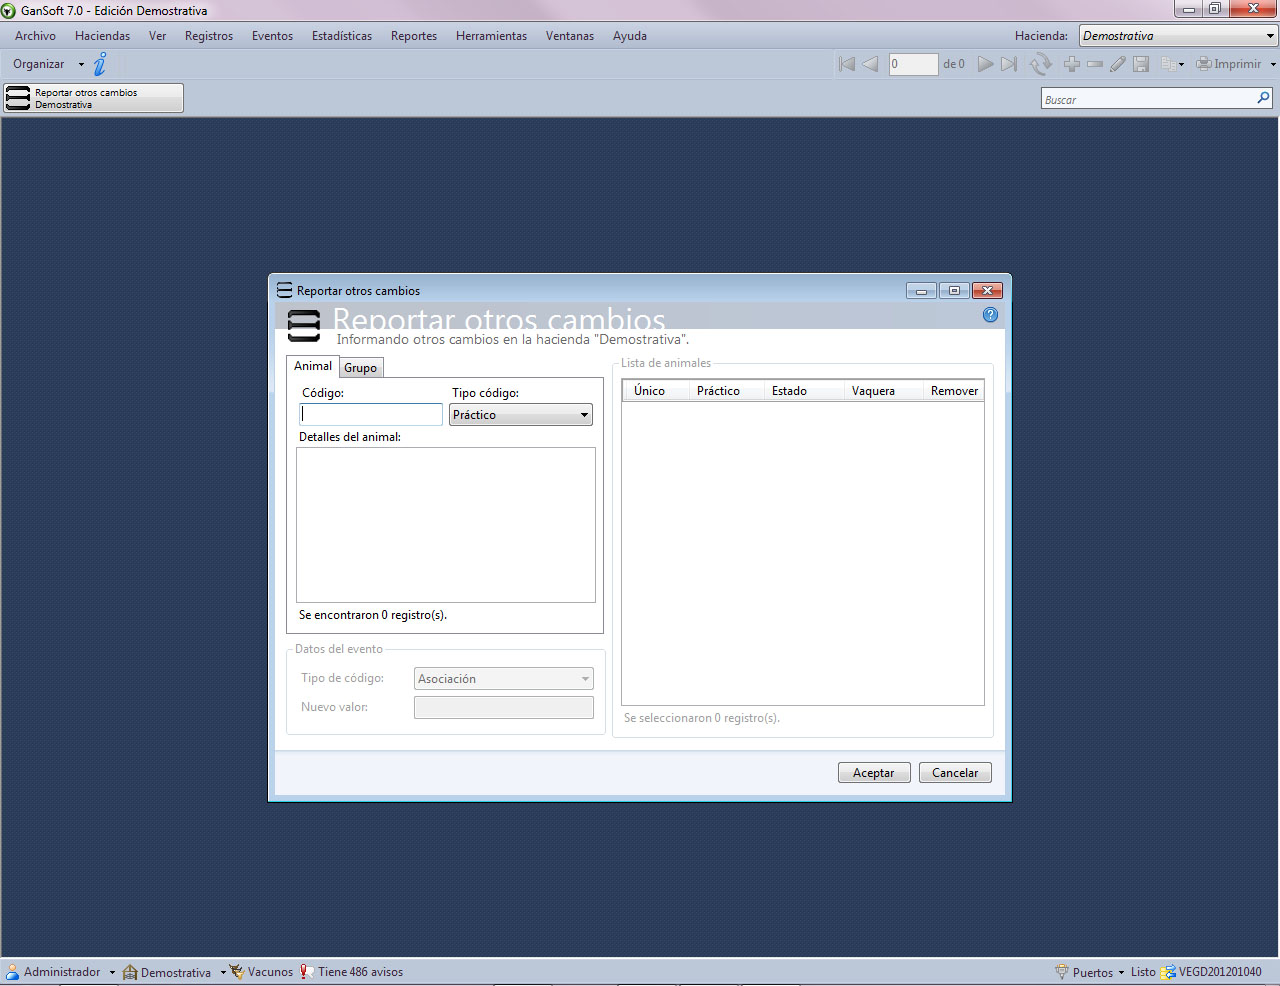 GanSoft 7.0 - Edición Demostrativa
Archivo Haciendas Ver Registros Eventos Estadísticas Reportes Herramientas Ventanas Ayuda Hacienda: Demostrativa
Organizar 0 de 0 Imprimir
Reportar otros cambios
Demostrativa
Buscar
Reportar otros cambios
Reportar otros cambios
Informando otros cambios en la hacienda "Demostrativa".
Animal Grupo
Código: Tipo código:
Práctico
Detalles del animal:
Se encontraron 0 registro(s).
Datos del evento
Tipo de código: Asociación
Nuevo valor:
Lista de animales
Único Práctico Estado Vaquera Remover
Se seleccionaron 0 registro(s).
Aceptar Cancelar
Administrador Demostrativa Vacunos Tiene 486 avisos Puertos Listo VEGD201201040